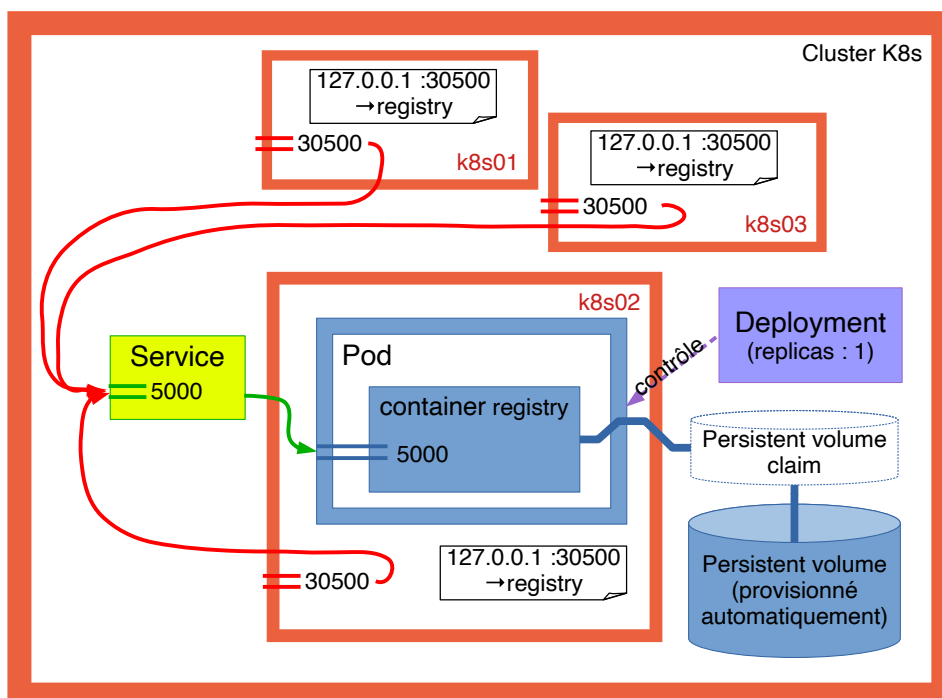 Cluster K8s
127.0.0.1 :30500
→registry
30500
k8s01
127.0.0.1 :30500
→registry
30500
k8s03
k8s02
Deployment
(replicas : 1)
contrôle
Service
5000
Pod
container registry
5000
Persistent volume
claim
Persistent volume
(provisionné
automatiquement)
127.0.0.1 :30500
→registry
30500